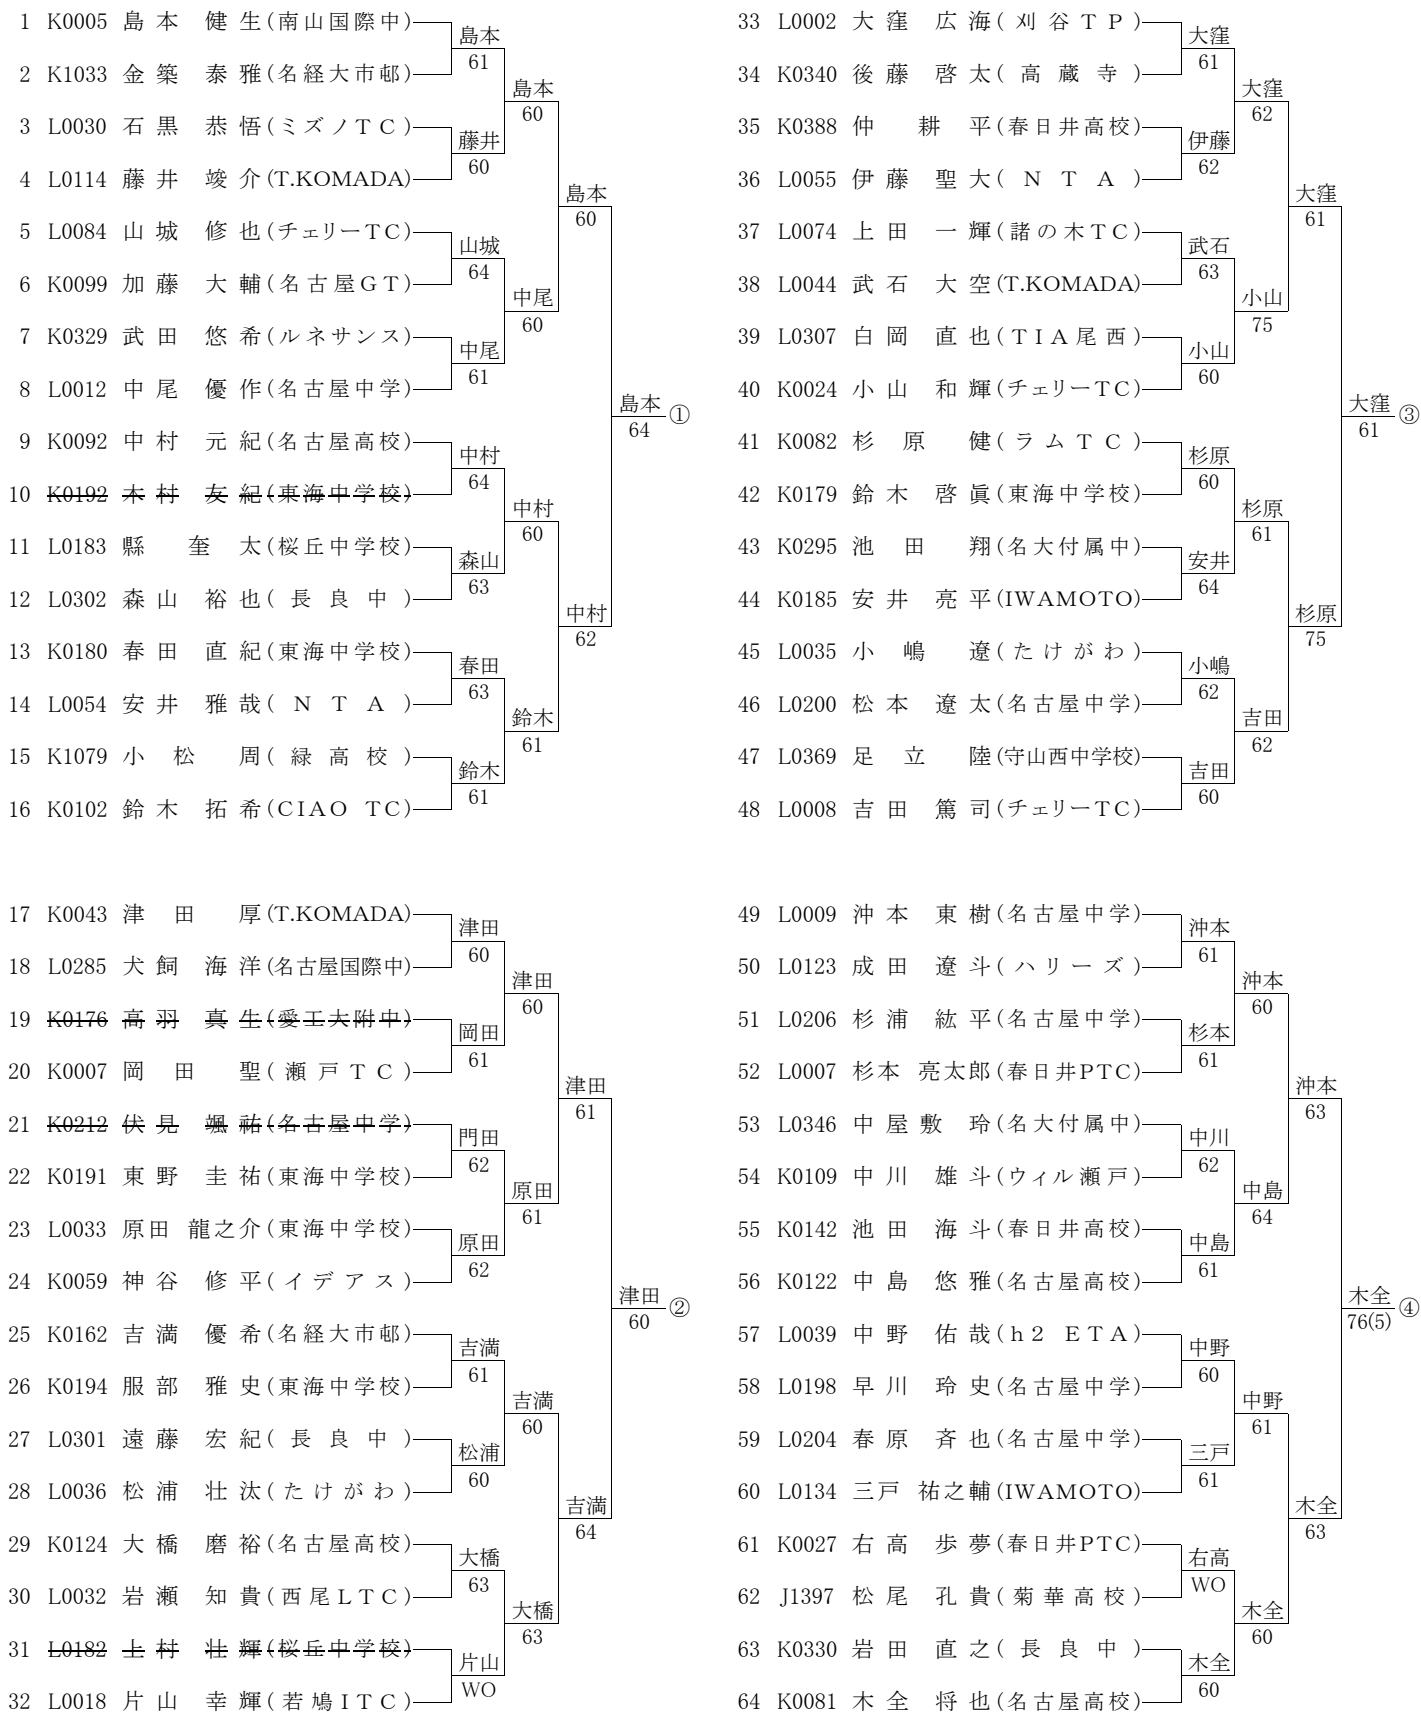 1 K0005 島本 健生(南山国際中)
島本
61
2 K1033 金築 泰雅(名経大市邨)
島本
60
3 L0030 石黒 恭悟(ミズノTC)
藤井
60
4 L0114 藤井 竣介(T.KOMADA)
島本
60
5 L0084 山城 修也(チェリーTC)
山城
64
6 K0099 加藤 大輔(名古屋GT)
中尾
60
7 K0329 武田 悠希(ルネサンス)
中尾
61
8 L0012 中尾 優作(名古屋中学)
島本 ①
64
9 K0092 中村 元紀(名古屋高校)
中村
64
10 K0192 木村 友紀(東海中学校)
中村
60
11 L0183 縣 奎太(桜丘中学校)
森山
63
12 L0302 森山 裕也(長良中)
中村
62
13 K0180 春田 直紀(東海中学校)
春田
63
14 L0054 安井 雅哉(NTA)
鈴木
61
15 K1079 小松 周(緑高校)
鈴木
61
16 K0102 鈴木 拓希(CIAO TC)
17 K0043 津田 厚(T.KOMADA)
津田
60
18 L0285 犬飼 海洋(名古屋国際中)
津田
60
19 K0176 高羽 真生(愛工大附中)
岡田
61
20 K0007 岡田 聖(瀬戸TC)
津田
61
21 K0212 伏見 颯祐(名古屋中学)
門田
62
22 K0191 東野 圭祐(東海中学校)
原田
61
23 L0033 原田 龍之介(東海中学校)
原田
62
24 K0059 神谷 修平(イデアス)
津田 ②
60
25 K0162 吉満 優希(名経大市邨)
吉満
61
26 K0194 服部 雅史(東海中学校)
吉満
60
27 L0301 遠藤 宏紀(長良中)
松浦
60
28 L0036 松浦 壮汰(たけがわ)
吉満
64
29 K0124 大橋 磨裕(名古屋高校)
大橋
63
30 L0032 岩瀬 知貴(西尾LTC)
大橋
63
31 L0182 上村 壮輝(桜丘中学校)
片山
WO
32 L0018 片山 幸輝(若鳩ITC)
33 L0002 大窪 広海(刈谷TP)
大窪
61
34 K0340 後藤 啓太(高蔵寺)
大窪
62
35 K0388 仲 耕平(春日井高校)
伊藤
62
36 L0055 伊藤 聖大(NTA)
大窪
61
37 L0074 上田 一輝(諸の木TC)
武石
63
38 L0044 武石 大空(T.KOMADA)
小山
75
39 L0307 白岡 直也(TIA尾西)
小山
60
40 K0024 小山 和輝(チェリーTC)
大窪 ③
61
41 K0082 杉原 健(ラムTC)
杉原
60
42 K0179 鈴木 啓眞(東海中学校)
杉原
61
43 K0295 池田 翔(名大付属中)
安井
64
44 K0185 安井 亮平(IWAMOTO)
杉原
75
45 L0035 小嶋 遼(たけがわ)
小嶋
62
46 L0200 松本 遼太(名古屋中学)
吉田
62
47 L0369 足立 陸(守山西中学校)
吉田
60
48 L0008 吉田 篤司(チェリーTC)
49 L0009 沖本 東樹(名古屋中学)
沖本
61
50 L0123 成田 遼斗(ハリーズ)
沖本
60
51 L0206 杉浦 紘平(名古屋中学)
杉本
61
52 L0007 杉本 亮太郎(春日井PTC)
沖本
63
53 L0346 中屋敷 玲(名大付属中)
中川
62
54 K0109 中川 雄斗(ウィル瀬戸)
中島
64
55 K0142 池田 海斗(春日井高校)
中島
61
56 K0122 中島 悠雅(名古屋高校)
木全 ④
76(5)
57 L0039 中野 佑哉(h2 ETA)
中野
60
58 L0198 早川 玲史(名古屋中学)
中野
61
59 L0204 春原 斉也(名古屋中学)
三戸
61
60 L0134 三戸 祐之輔(IWAMOTO)
木全
63
61 K0027 右高 歩夢(春日井PTC)
右高
WO
62 J1397 松尾 孔貴(菊華高校)
木全
60
63 K0330 岩田 直之(長良中)
木全
60
64 K0081 木全 将也(名古屋高校)